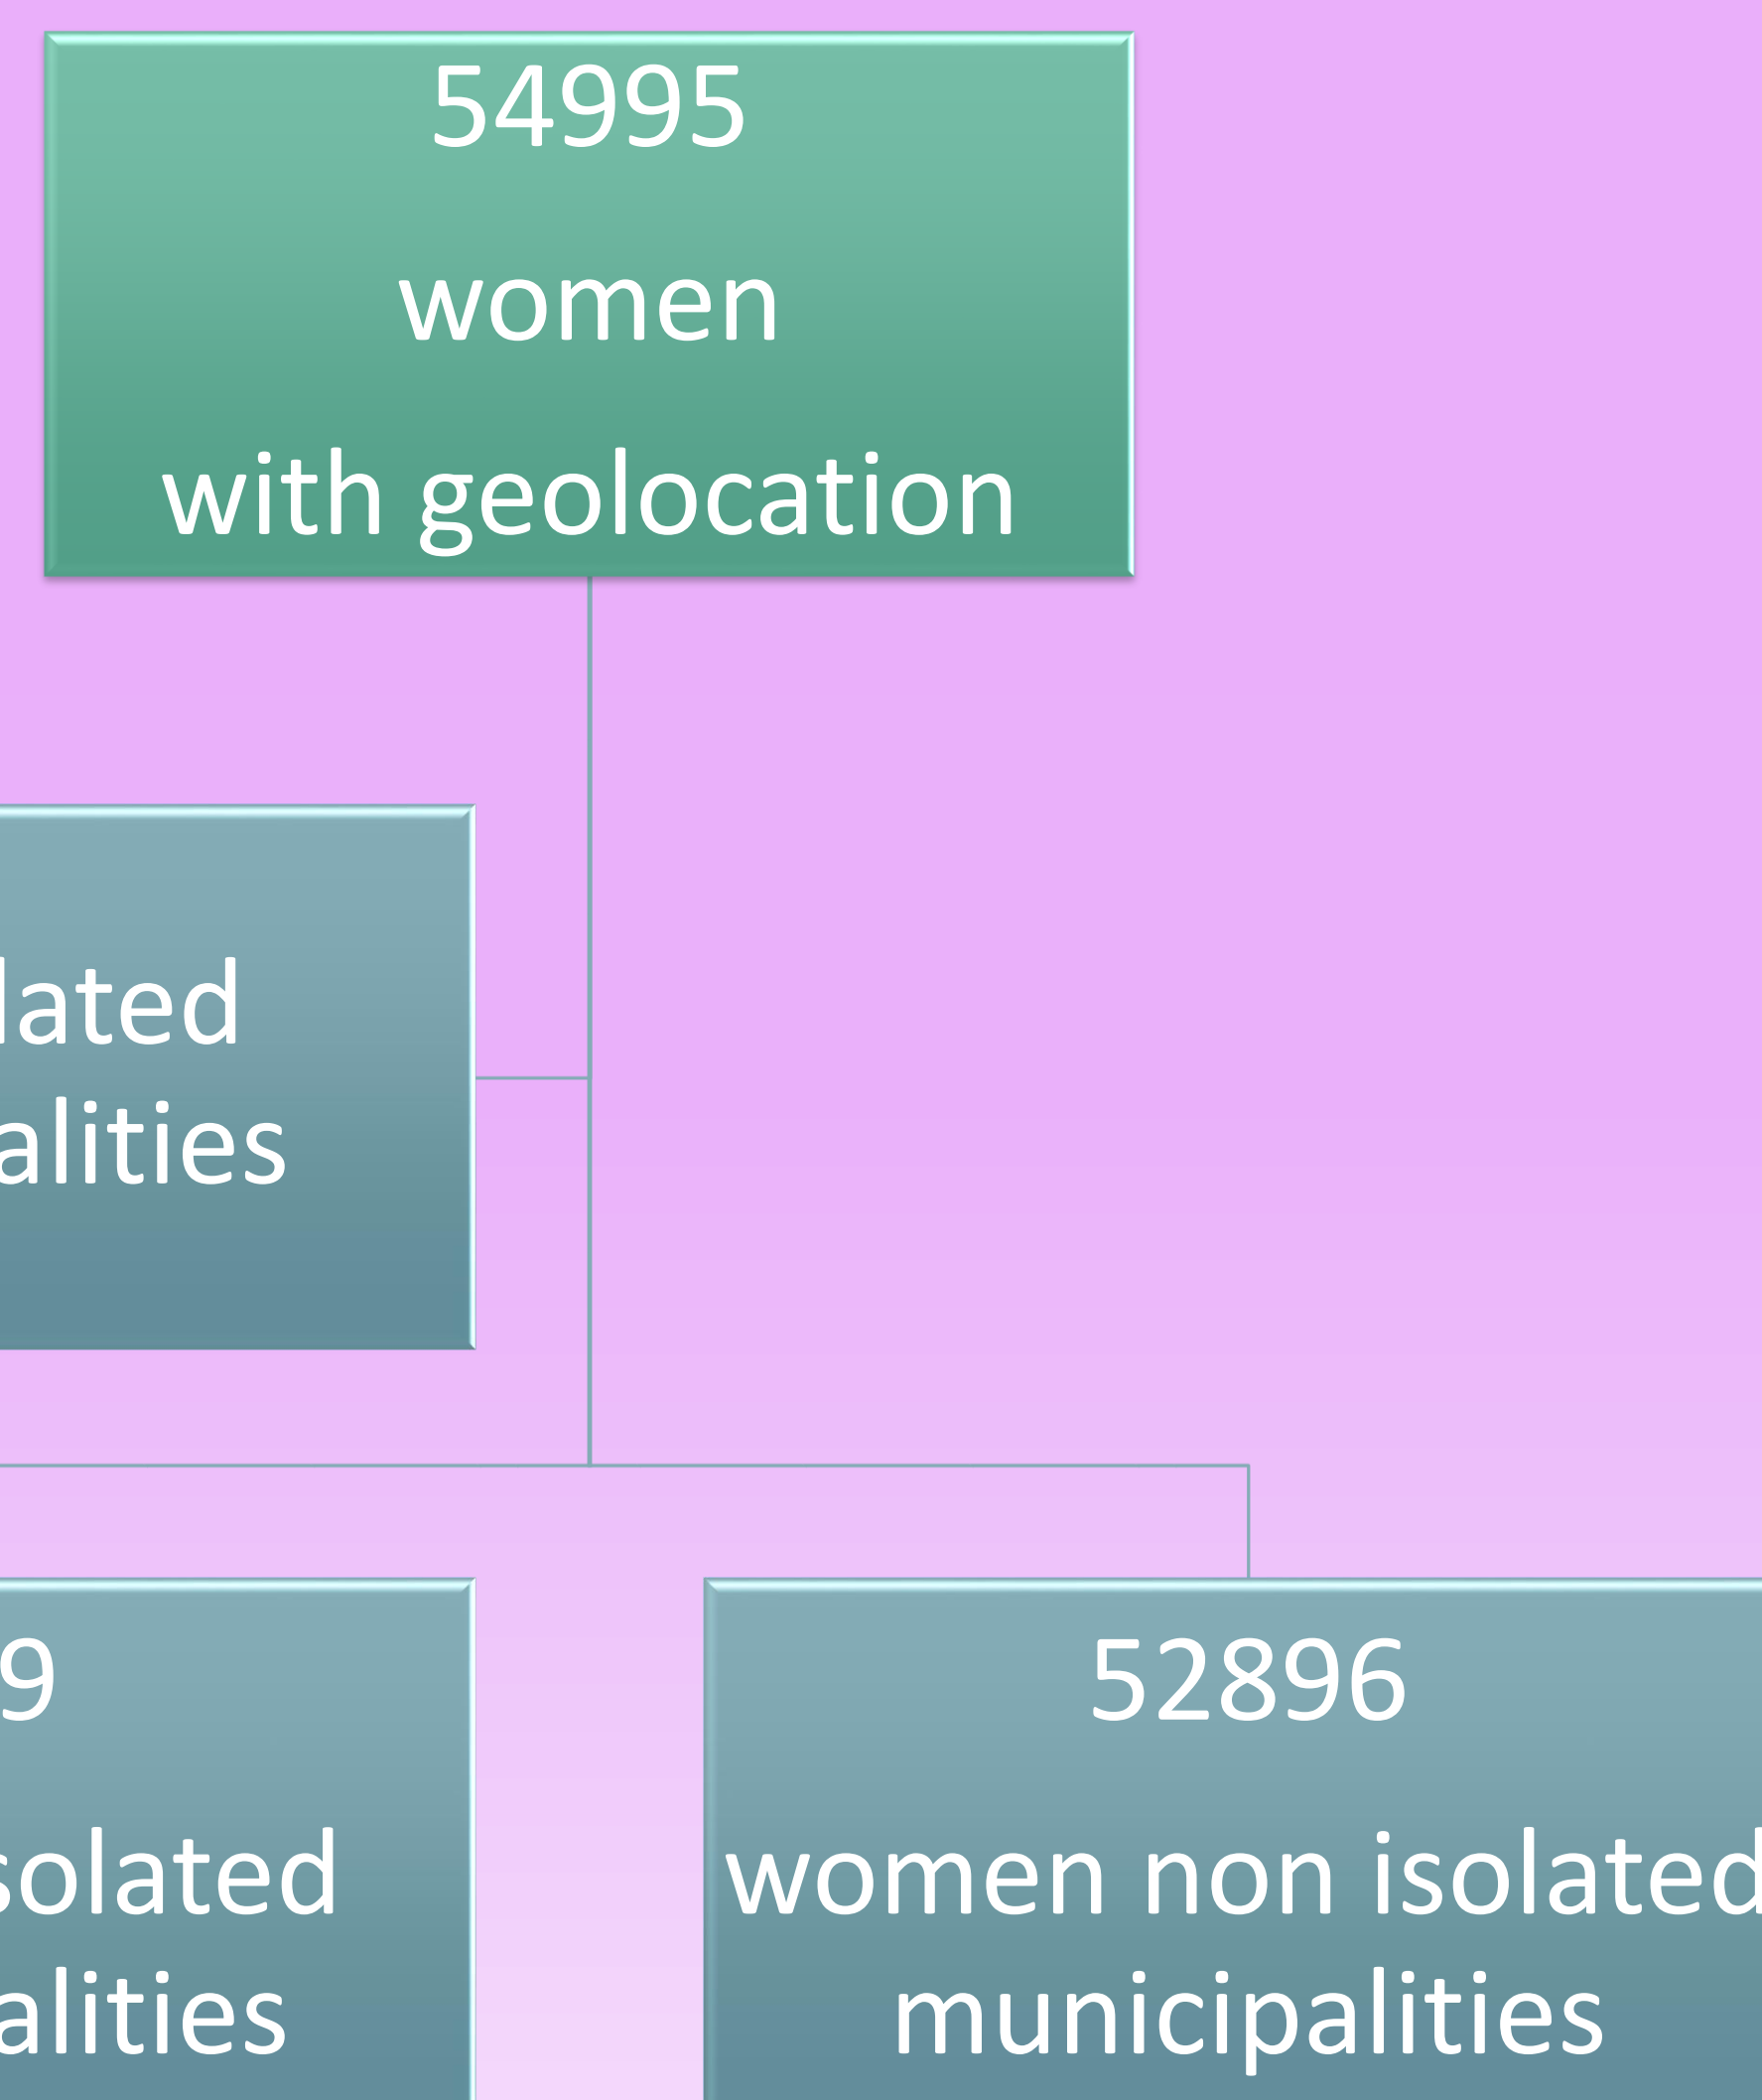 54995
women
with geolocation
lated
alities
9
solated
alities
52896
women non isolated
municipalities